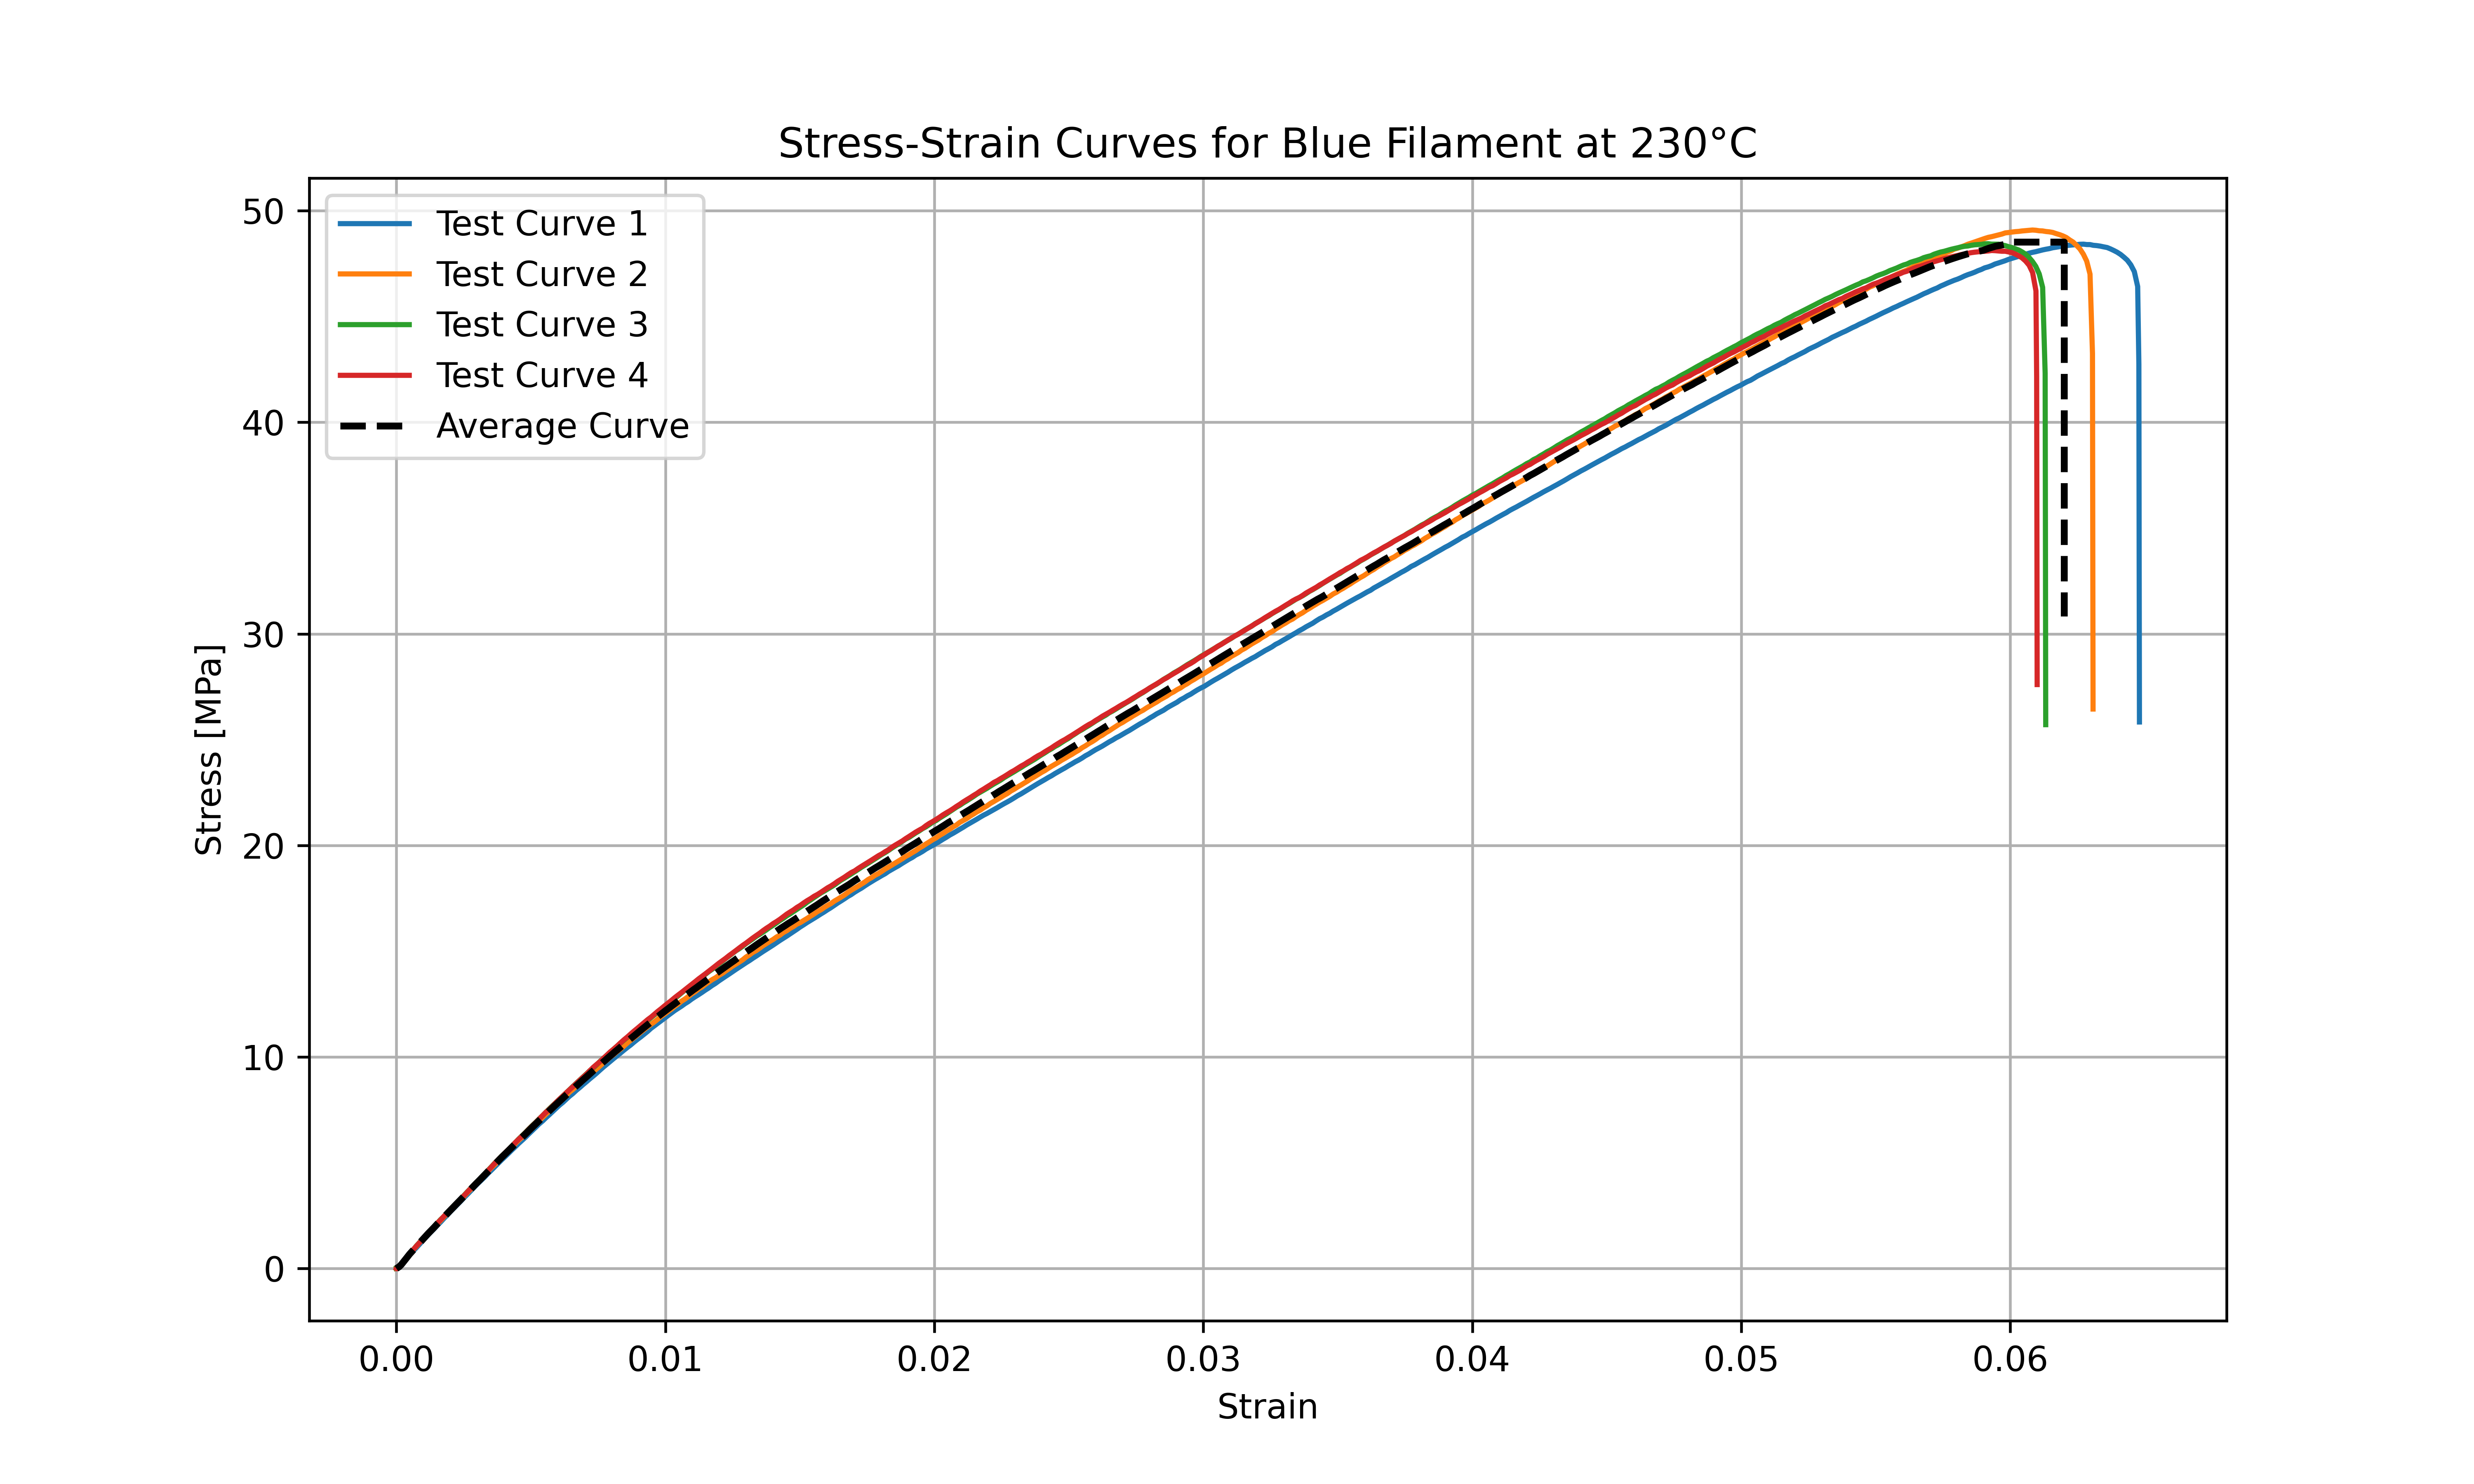 Stress-Strain Curves for Blue Filament at 230°C
Test Curve 1
Test Curve 2
Test Curve 3
Test Curve 4
Average Curve
Stress [MPa]
50
40
30
20
10
0
0.00 0.01 0.02 0.03 0.04 0.05 0.06
Strain